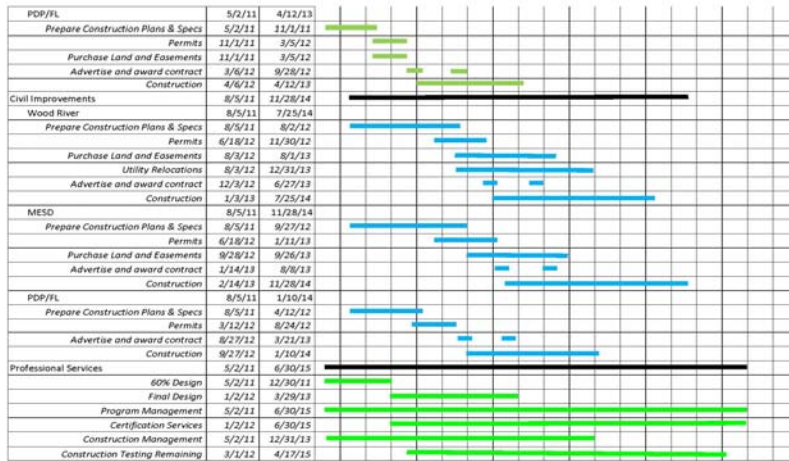 PDP/FL 5/2/11 4/12/13
Prepare Construction Plans & Specs 5/2/11 11/1/11
Permits 11/1/11 3/5/12
Purchase Land and Easements 11/1/11 3/5/12
Advertise and award contract 3/6/12 9/28/12
Construction 4/6/12 4/12/13
Civil Improvements 8/5/11 11/28/14
Wood River 8/5/11 7/25/14
Prepare Construction Plans & Specs 8/5/11 8/2/12
Permits 6/18/12 11/30/12
Purchase Land and Easements 8/3/12 8/1/13
Utility Relocations 8/3/12 12/31/13
Advertise and award contract 12/3/12 6/27/13
Construction 1/3/13 7/25/14
MESD 8/5/11 11/28/14
Prepare Construction Plans & Specs 8/5/11 9/27/12
Permits 6/18/12 1/11/13
Purchase Land and Easements 9/28/12 9/26/13
Advertise and award contract 1/14/13 8/8/13
Construction 2/14/13 11/28/14
PDP/FL 8/5/11 1/10/14
Prepare Construction Plans & Specs 8/5/11 4/12/12
Permits 3/12/12 8/24/12
Advertise and award contract 8/27/12 3/21/13
Construction 9/27/12 1/10/14
Professional Services 5/2/11 6/30/15
60% Design 5/2/11 12/30/11
Final Design 1/2/12 3/29/13
Program Management 5/2/11 6/30/15
Certification Services 1/2/12 6/30/15
Construction Management 5/2/11 12/31/13
Construction Testing Remaining 3/1/12 4/17/15